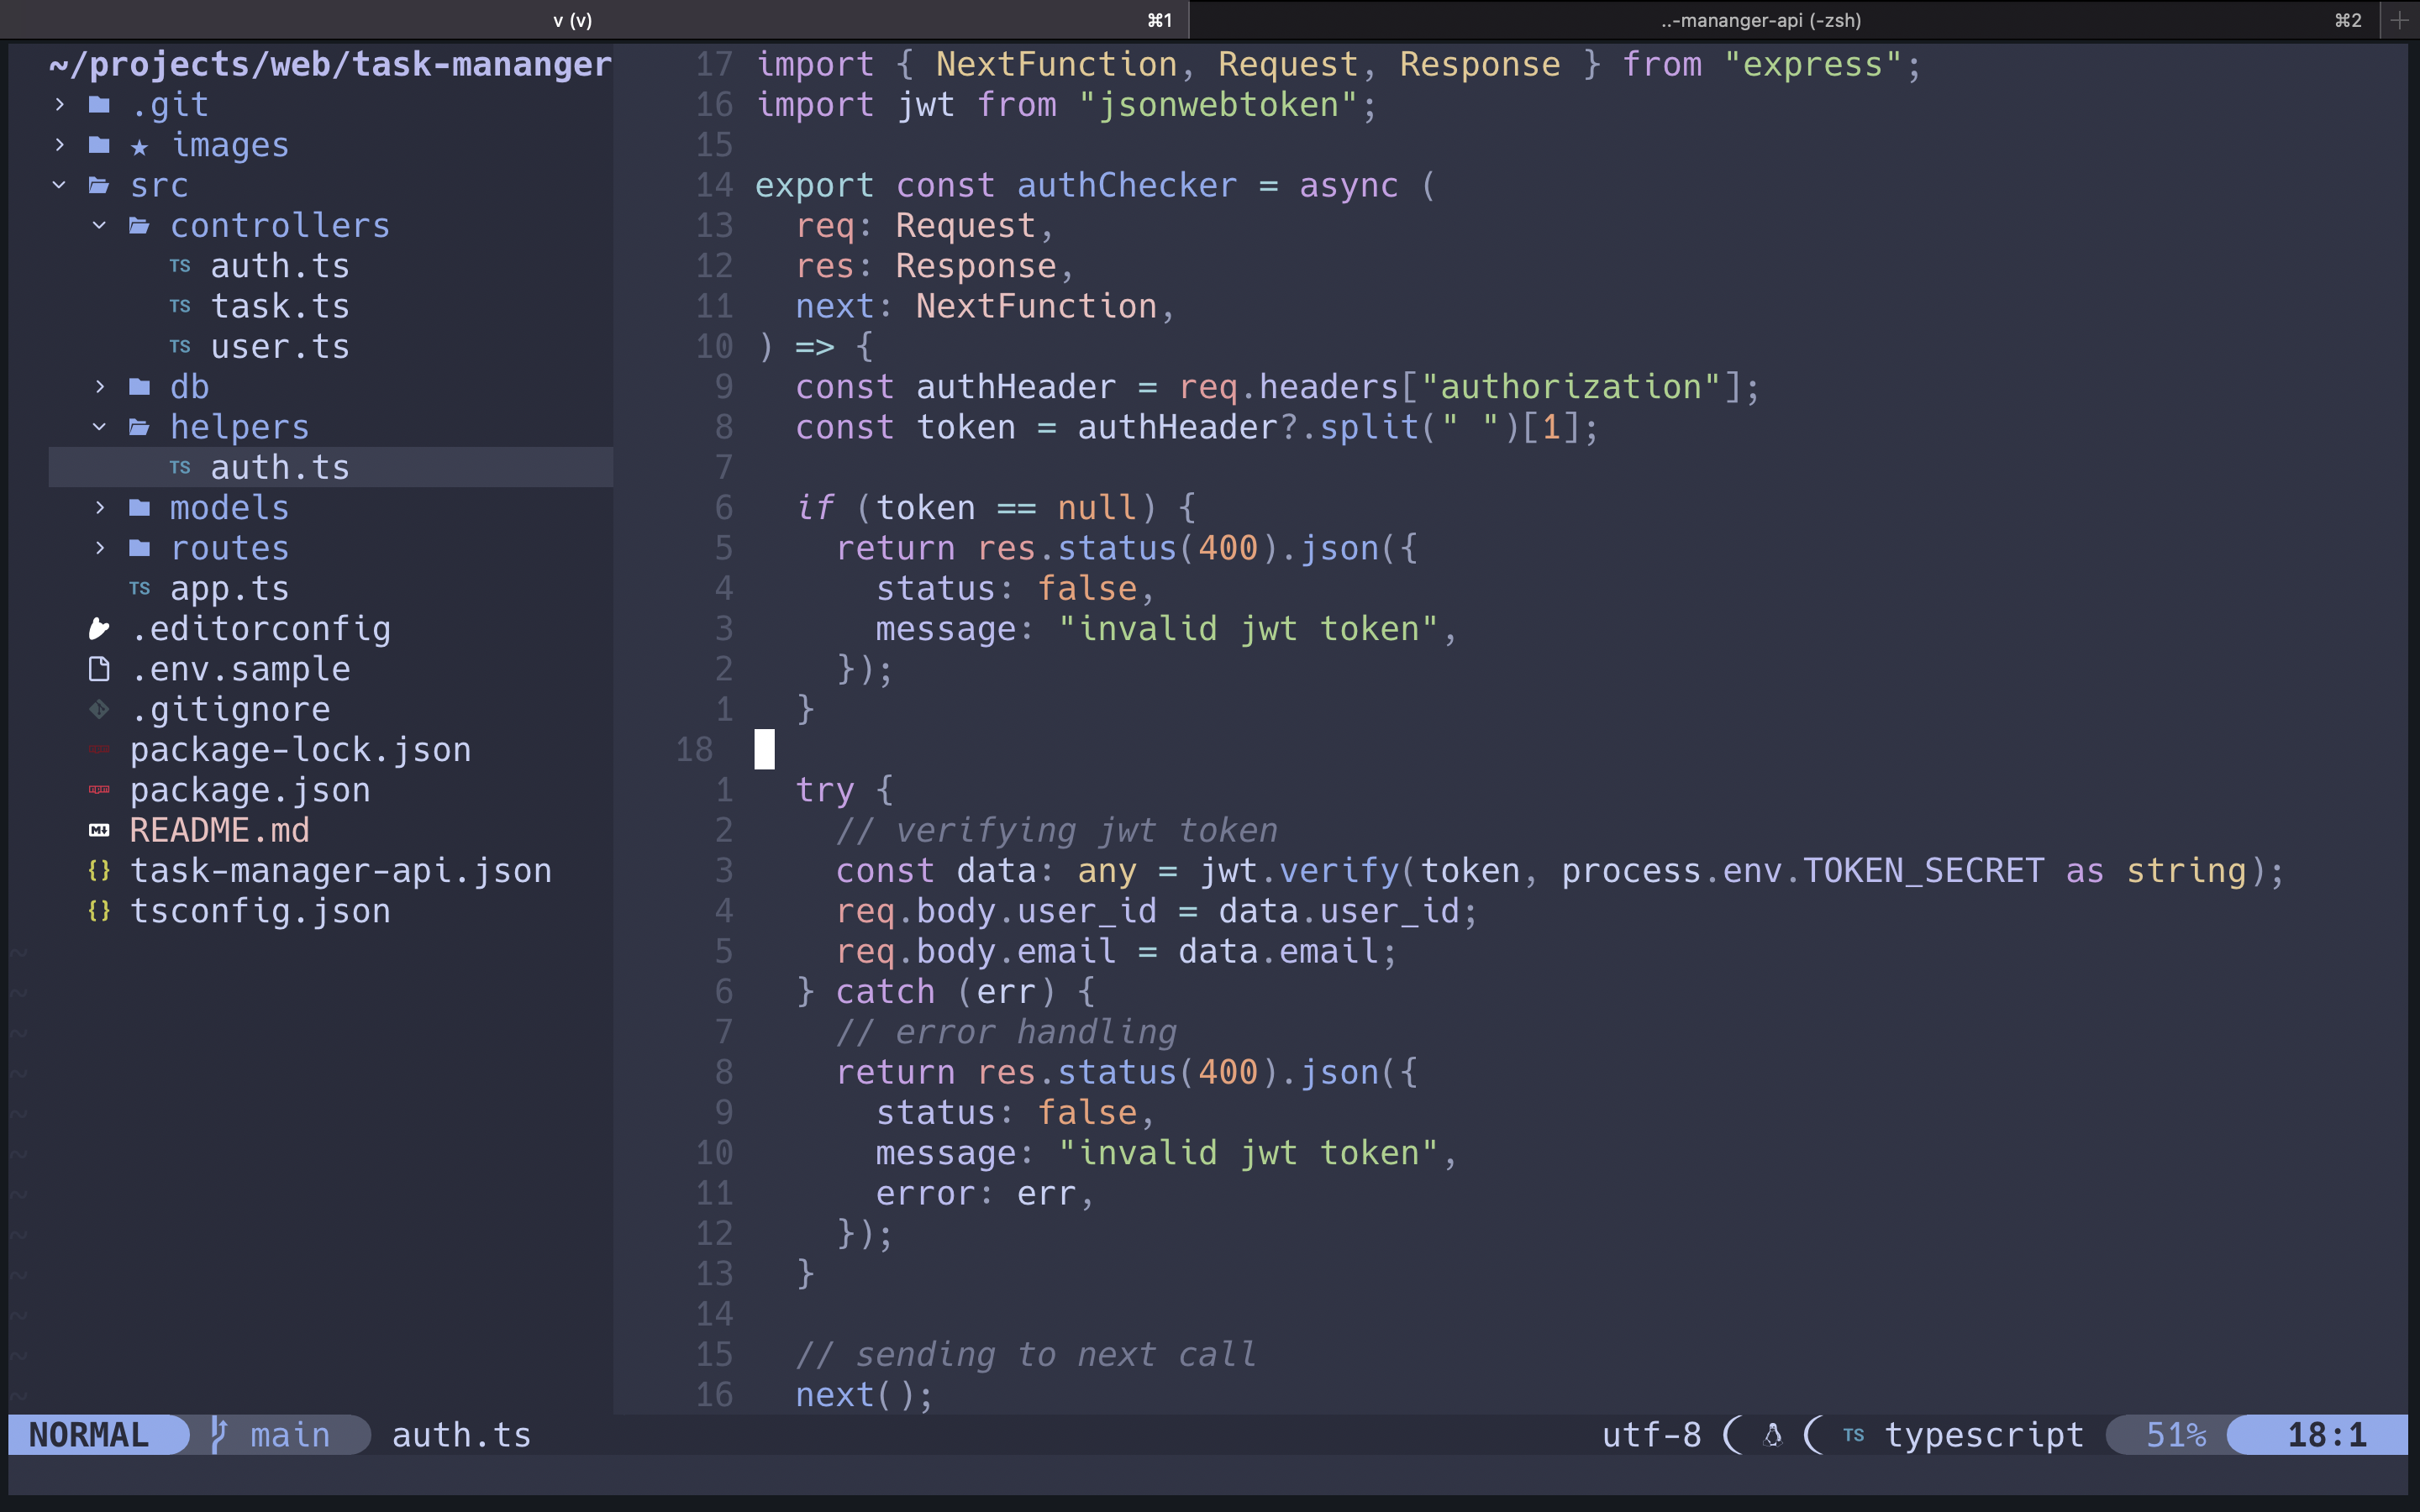 v (v) ⌘1 ..-mananger-api (-zsh) ⌘2
~/projects/web/task-mananger
.git
images
src
controllers
TS auth.ts
TS task.ts
TS user.ts
db
helpers
TS auth.ts
models
routes
TS app.ts
.editorconfig
.env.sample
.gitignore
package-lock.json
package.json
README.md
{} task-manager-api.json
{} tsconfig.json
17 import { NextFunction, Request, Response } from "express";
16 import jwt from "jsonwebtoken";
15
14 export const authChecker = async (
13   req: Request,
12   res: Response,
11   next: NextFunction,
10 ) => {
9   const authHeader = req.headers["authorization"];
8   const token = authHeader?.split(" ")[1];
7
6   if (token == null) {
5     return res.status(400).json({
4       status: false,
3       message: "invalid jwt token",
2     });
1   }
18
1   try {
2     // verifying jwt token
3     const data: any = jwt.verify(token, process.env.TOKEN_SECRET as string);
4     req.body.user_id = data.user_id;
5     req.body.email = data.email;
6   } catch (err) {
7     // error handling
8     return res.status(400).json({
9       status: false,
10       message: "invalid jwt token",
11       error: err,
12     });
13   }
14
15   // sending to next call
16   next();
NORMAL main auth.ts utf-8 TS typescript 51% 18:1